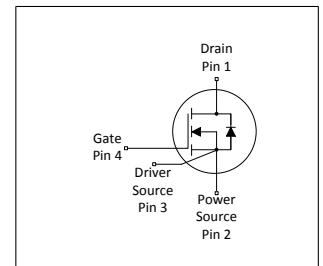 Drain
Pin 1
Gate
Pin 4
Driver
Source
Pin 3
Power
Source
Pin 2